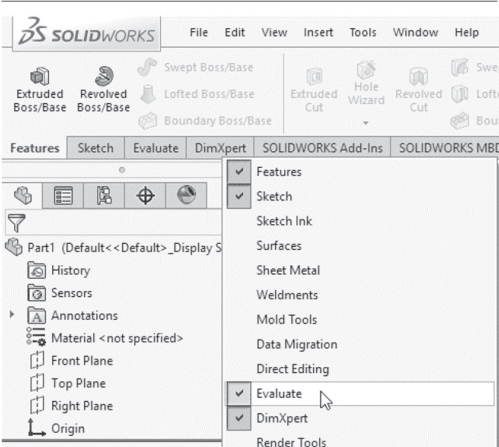 SOLIDWORKS File Edit View Insert Tools Window Help
Extruded Boss/Base
Revolved Boss/Base
Swept Boss/Base
Lofted Boss/Base
Boundary Boss/Base
Extruded Cut
Hole Wizard
Revolved Cut
Swe
Loft
Bou
Features Sketch Evaluate DimXpert SOLIDWORKS Add-Ins SOLIDWORKS MBD
Part1 (Default<<Default>_Display S
History
Sensors
Annotations
Material <not specified>
Front Plane
Top Plane
Right Plane
Origin
Features
Sketch
Sketch Ink
Surfaces
Sheet Metal
Weldments
Mold Tools
Data Migration
Direct Editing
Evaluate
DimXpert
Render Tools